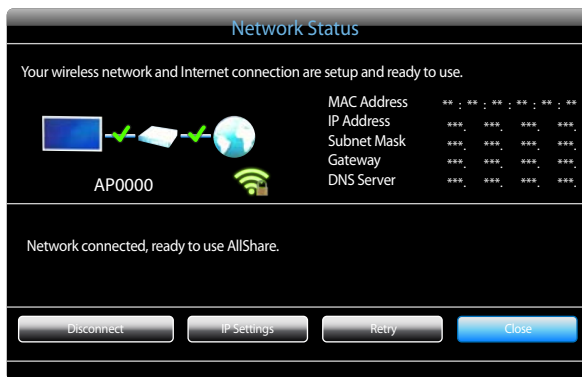 Network Status
Your wireless network and Internet connection are setup and ready to use.
MAC Address ** : ** : ** : ** : ** : **
IP Address ***. ***. ***. ***.
Subnet Mask ***. ***. ***. ***.
Gateway ***. ***. ***. ***.
DNS Server ***. ***. ***. ***.
AP0000
Network connected, ready to use AllShare.
Disconnect IP Settings Retry Close